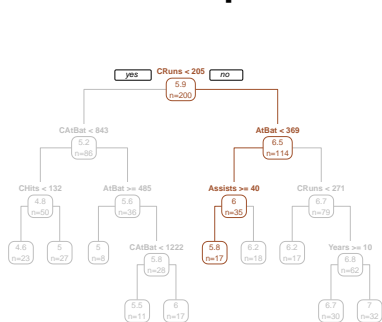 yes CRuns < 205 no
5.9
n=200
CAtBat < 843 AtBat < 369
5.2 6.5
n=86 n=114
CHits < 132 AtBat >= 485 Assists >= 40 CRuns < 271
4.8 5.6 6 6.7
n=50 n=36 n=35 n=79
4.6 5 5 CAtBat < 1222 5.8 6.2 6.2 Years >= 10
n=23 n=27 n=8 5.8 n=17 n=18 n=17 6.8
n=28 n=62
5.5 6 6.7 7
n=11 n=17 n=30 n=32